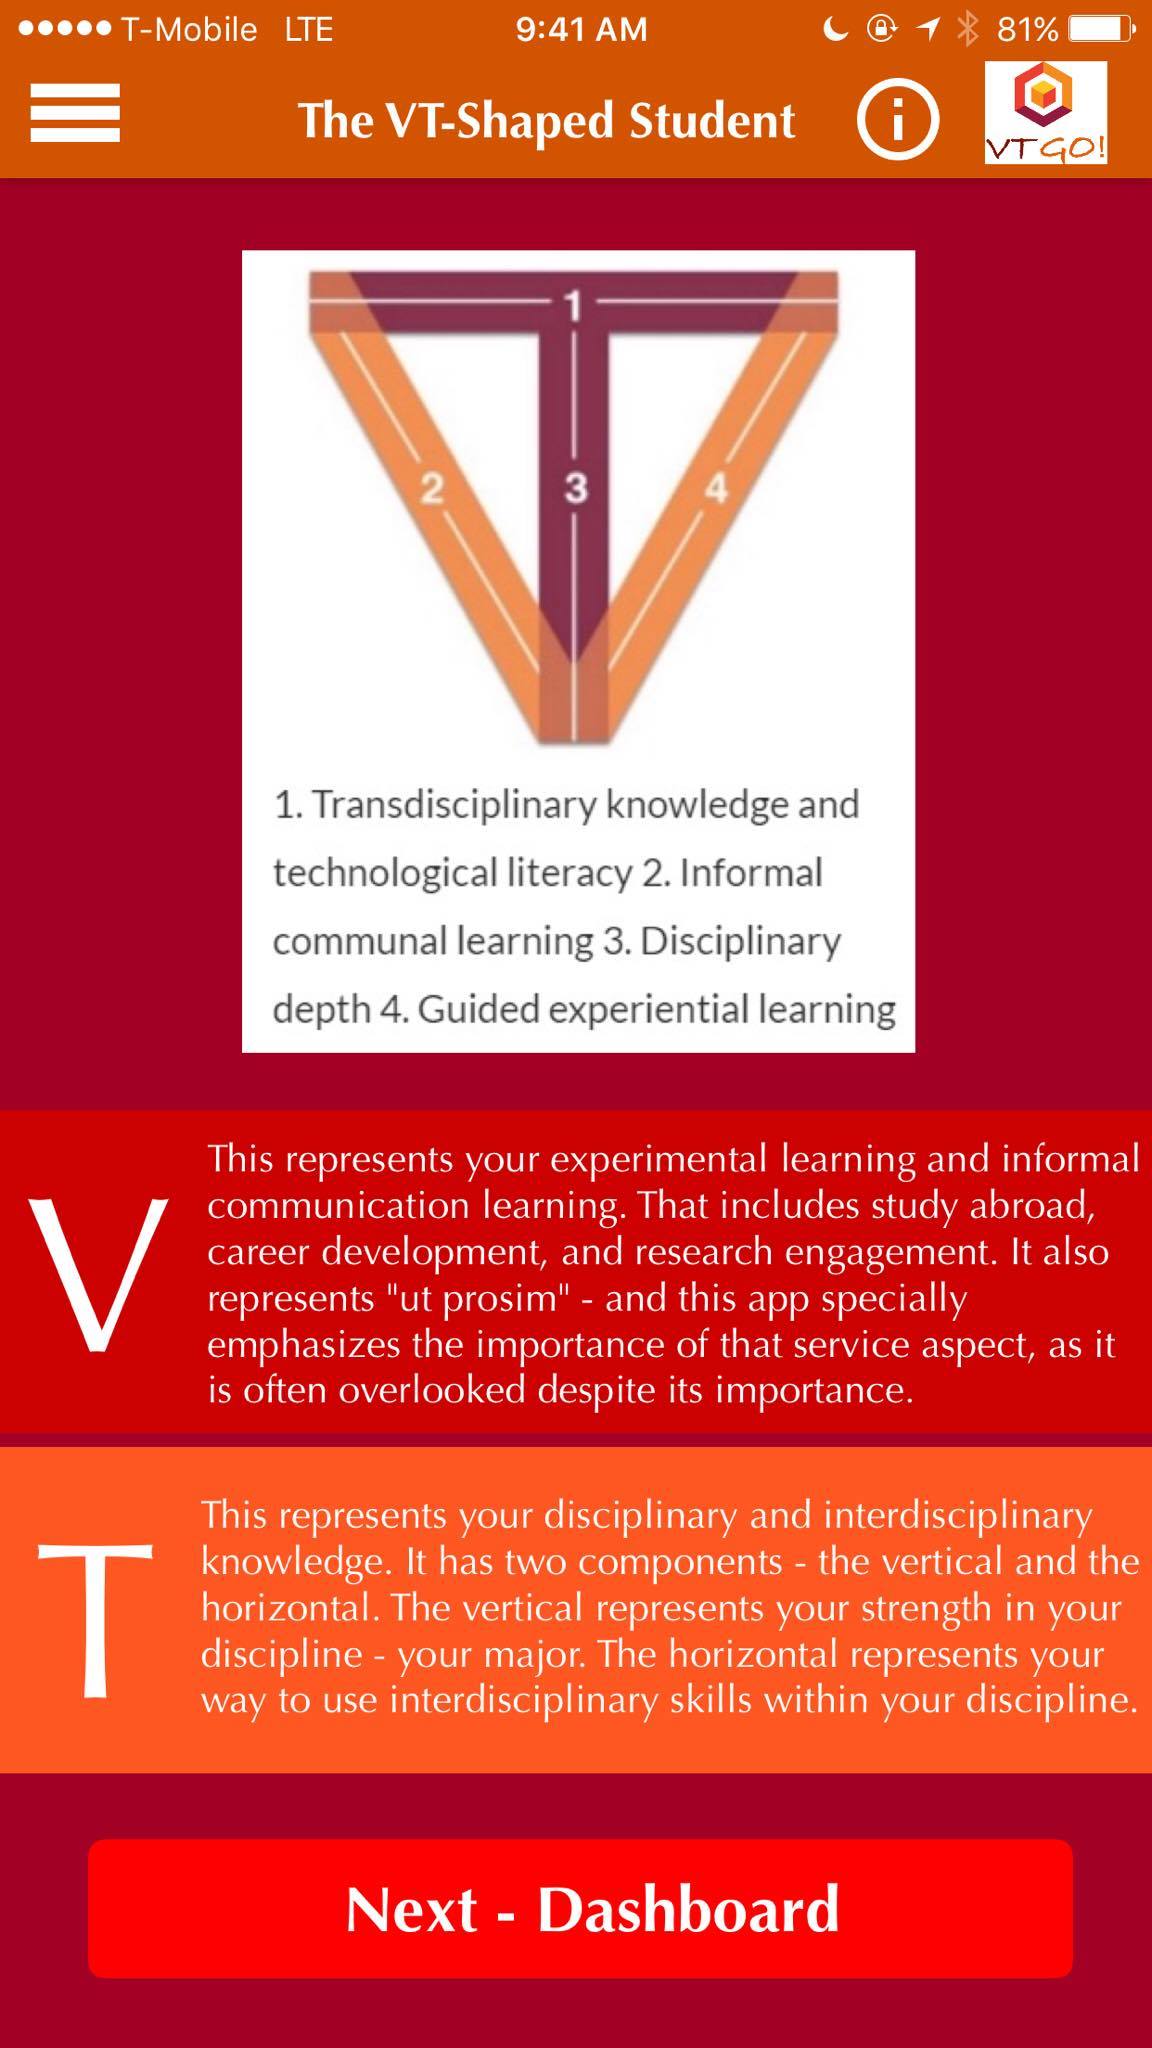 T-Mobile LTE 9:41 AM 81%
The VT-Shaped Student
VTGO!
1
2 3 4
1. Transdisciplinary knowledge and
technological literacy 2. Informal
communal learning 3. Disciplinary
depth 4. Guided experiential learning
V
This represents your experimental learning and informal
communication learning. That includes study abroad,
career development, and research engagement. It also
represents "ut prosim" - and this app specially
emphasizes the importance of that service aspect, as it
is often overlooked despite its importance.
T
This represents your disciplinary and interdisciplinary
knowledge. It has two components - the vertical and the
horizontal. The vertical represents your strength in your
discipline - your major. The horizontal represents your
way to use interdisciplinary skills within your discipline.
Next - Dashboard